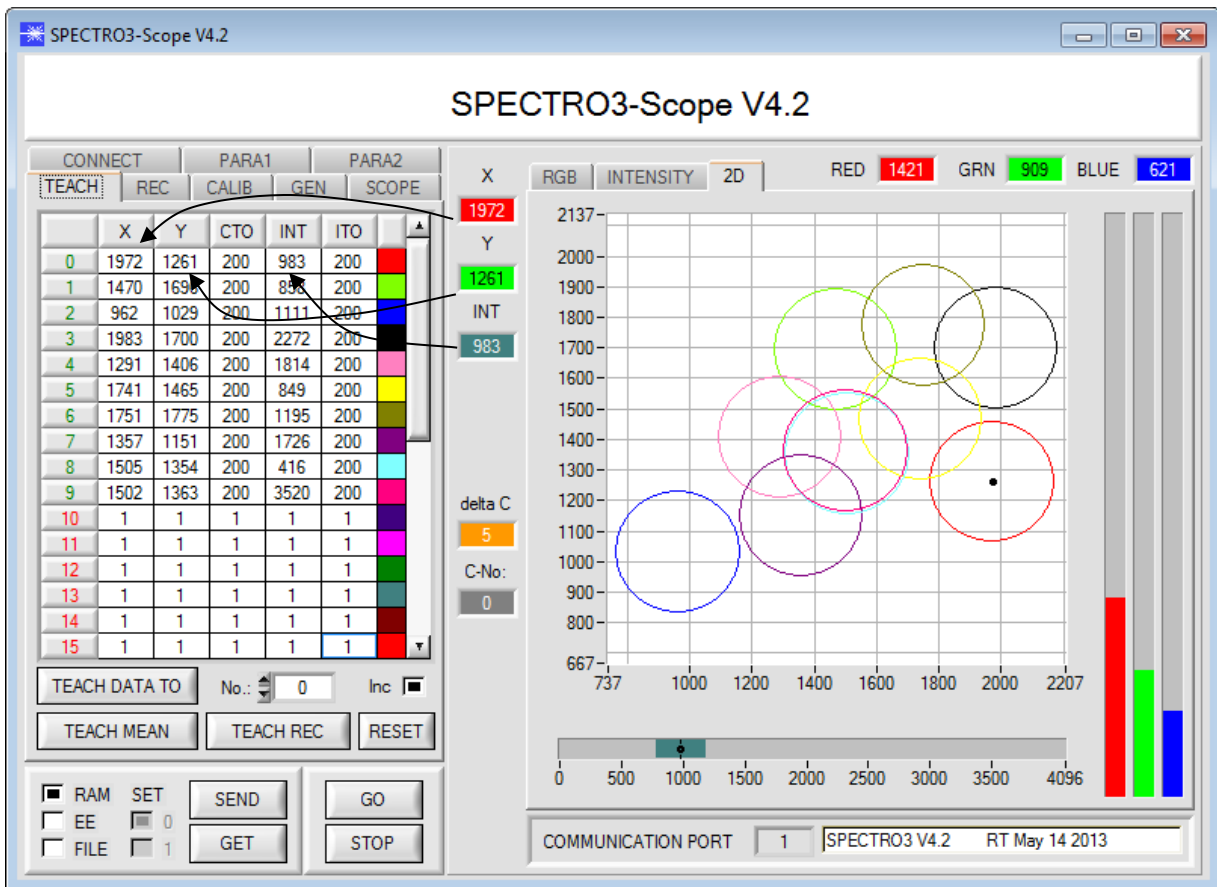 SPECTRO3-Scope V4.2
SPECTRO3-Scope V4.2
CONNECT PARA1 PARA2
TEACH REC CALIB GEN SCOPE
X Y CTO INT ITO
0 1972 1261 200 983 200
1 1470 200 200
2 962 1029 200 1111 200
3 1983 1700 200 2272 200
4 1291 1406 200 1814 200
5 1741 1465 200 849 200
6 1751 1775 200 1195 200
7 1357 1151 200 1726 200
8 1505 1354 200 416 200
9 1502 1363 200 3520 200
10 1 1 1 1 1
11 1 1 1 1 1
12 1 1 1 1 1
13 1 1 1 1 1
14 1 1 1 1 1
15 1 1 1 1 1
TEACH DATA TO No.: 0 Inc
TEACH MEAN TEACH REC RESET
RAM SET SEND GO
EE 0
FILE 1 GET STOP
X
1972
Y
1261
INT
983
delta C
5
C-No:
0
RGB INTENSITY 2D RED 1421 GRN 909 BLUE 621
2137
2000
1900
1800
1700
1600
1500
1400
1300
1200
1100
1000
900
800
667
737 1000 1200 1400 1600 1800 2000 2207
0 500 1000 1500 2000 2500 3000 3500 4096
COMMUNICATION PORT 1 SPECTRO3 V4.2 RT May 14 2013